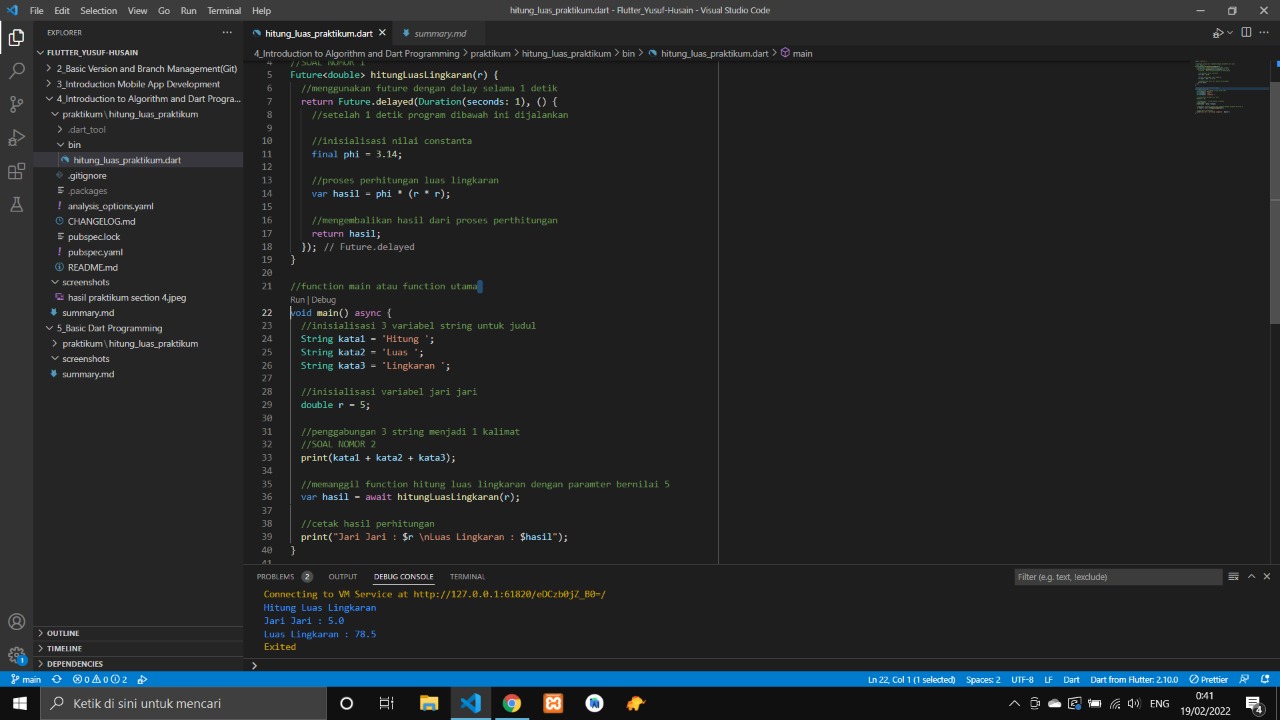 File Edit Selection View Go Run Terminal Help
hitung_luas_praktikum.dart - Flutter_Yusuf-Husain - Visual Studio Code
EXPLORER
FLUTTER_YUSUF-HUSAIN
2_Basic Version and Branch Management(Git)
3_Introduction Mobile App Development
4_Introduction to Algorithm and Dart Progra...
praktikum\hitung_luas_praktikum
.dart_tool
bin
hitung_luas_praktikum.dart
.gitignore
.packages
analysis_options.yaml
CHANGELOG.md
pubspec.lock
pubspec.yaml
README.md
screenshots
hasil praktikum section 4.jpeg
summary.md
5_Basic Dart Programming
praktikum\hitung_luas_praktikum
screenshots
summary.md
OUTLINE
TIMELINE
DEPENDENCIES
hitung_luas_praktikum.dart
summary.md
4_Introduction to Algorithm and Dart Programming > praktikum > hitung_luas_praktikum > bin > hitung_luas_praktikum.dart > main
4 //SOAL NOMOR 1
5 Future<double> hitungLuasLingkaran(r) {
6 //menggunakan future dengan delay selama 1 detik
7 return Future.delayed(Duration(seconds: 1), () {
8 //setelah 1 detik program dibawah ini dijalankan
9
10 //inisialisasi nilai constanta
11 final phi = 3.14;
12
13 //proses perhitungan luas lingkaran
14 var hasil = phi * (r * r);
15
16 //mengembalikan hasil dari proses perthitungan
17 return hasil;
18 }); // Future.delayed
19 }
20
21 //function main atau function utama
Run | Debug
22 void main() async {
23 //inisialisasi 3 variabel string untuk judul
24 String kata1 = 'Hitung ';
25 String kata2 = 'Luas ';
26 String kata3 = 'Lingkaran ';
27
28 //inisialisasi variabel jari jari
29 double r = 5;
30
31 //penggabungan 3 string menjadi 1 kalimat
32 //SOAL NOMOR 2
33 print(kata1 + kata2 + kata3);
34
35 //memanggil function hitung luas lingkaran dengan paramter bernilai 5
36 var hasil = await hitungLuasLingkaran(r);
37
38 //cetak hasil perhitungan
39 print("Jari Jari : $r \nLuas Lingkaran : $hasil");
40 }
41
PROBLEMS 2 OUTPUT DEBUG CONSOLE TERMINAL
Filter (e.g. text, !exclude)
Connecting to VM Service at http://127.0.0.1:61820/eDCzb0jZ_B0=/
Hitung Luas Lingkaran
Jari Jari : 5.0
Luas Lingkaran : 78.5
Exited
1
main 0 0 2
Ln 22, Col 1 (1 selected) Spaces: 2 UTF-8 LF Dart Dart from Flutter: 2.10.0 Prettier
Ketik di sini untuk mencari
ENG
0:41
19/02/2022
4